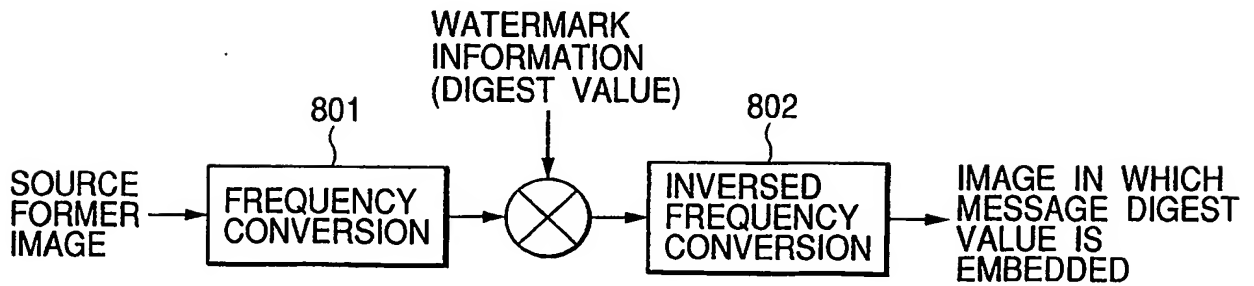 WATERMARK
INFORMATION
(DIGEST VALUE)
801
802
SOURCE
FORMER
IMAGE
FREQUENCY
CONVERSION
INVERSED
FREQUENCY
CONVERSION
IMAGE IN WHICH
MESSAGE DIGEST
VALUE IS
EMBEDDED